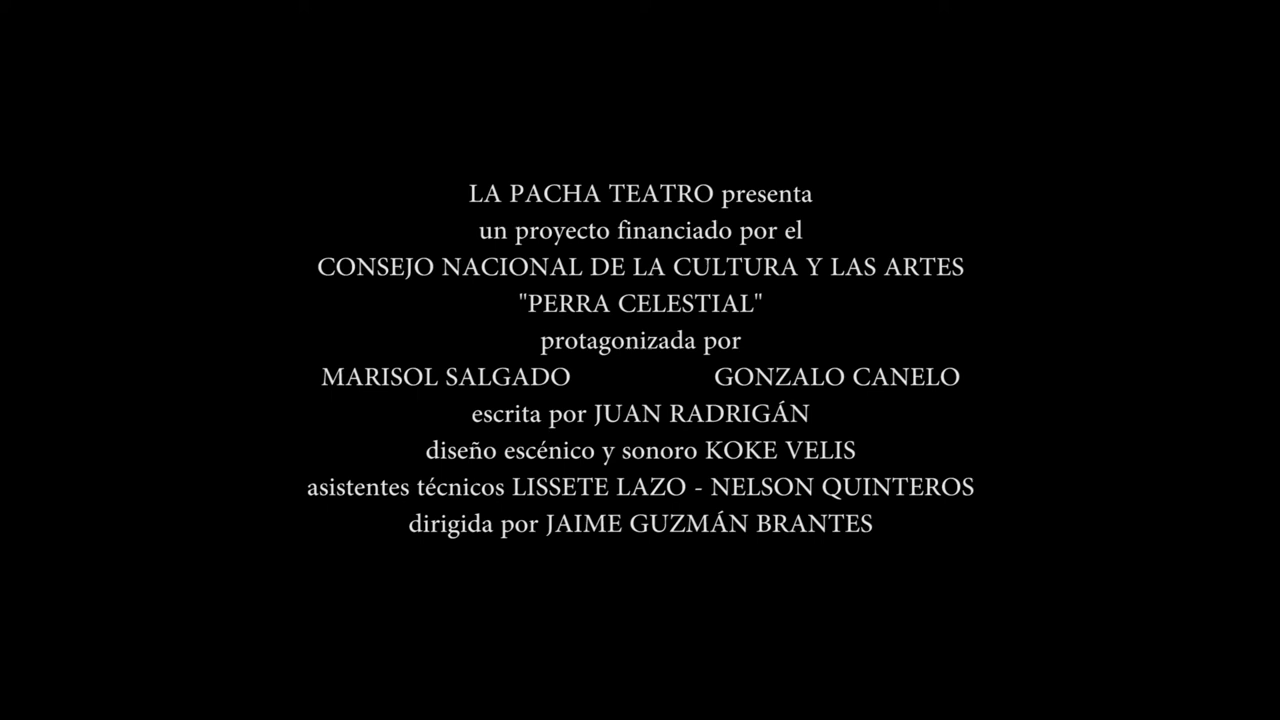 LA PACHA TEATRO presenta
un proyecto financiado por el
CONSEJO NACIONAL DE LA CULTURA Y LAS ARTES
"PERRA CELESTIAL"
protagonizada por
MARISOL SALGADO GONZALO CANELO
escrita por JUAN RADRIGÁN
diseño escénico y sonoro KOKE VELIS
asistentes técnicos LISSETE LAZO - NELSON QUINTEROS
dirigida por JAIME GUZMÁN BRANTES